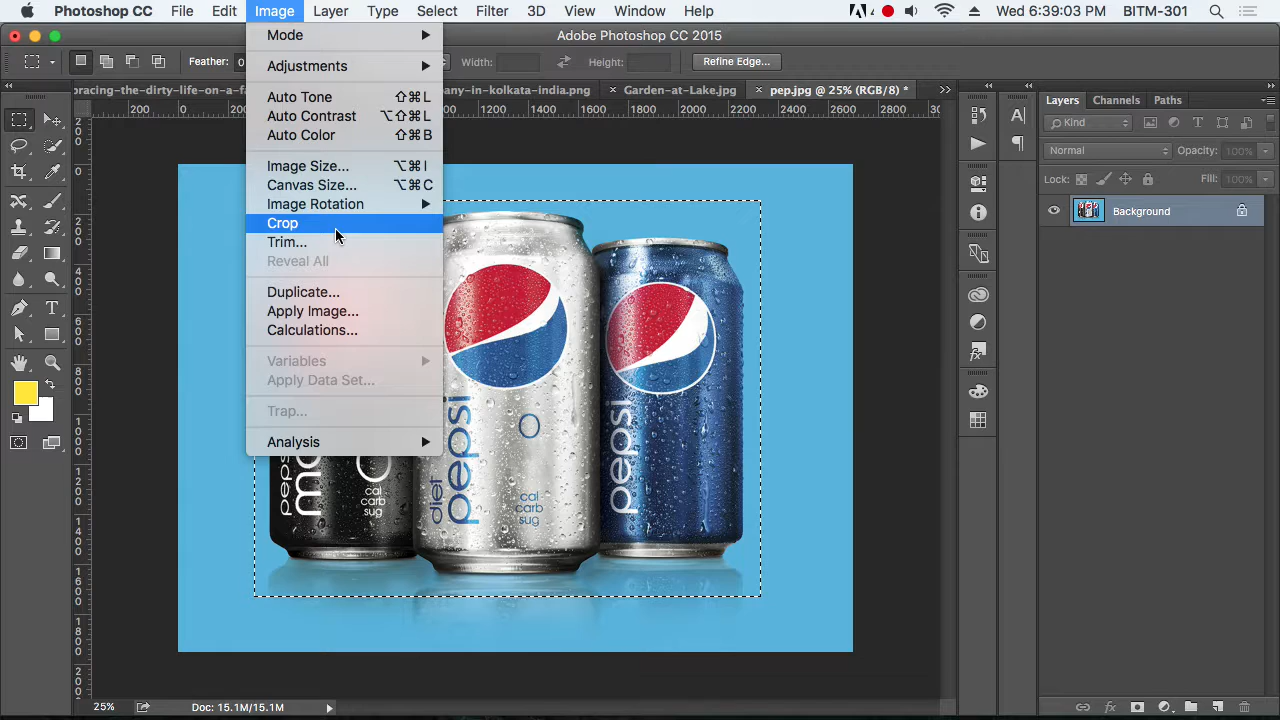 Photoshop CC File Edit Image Layer Type Select Filter 3D View Window Help 4 Wed 6:39:03 PM BITM-301
Adobe Photoshop CC 2015
Feather: 0 Width: Height: Refine Edge...
bracing-the-dirty-life-on-a-fa any-in-kolkata-india.png × Garden-at-Lake.jpg × pep.jpg @ 25% (RGB/8) *
Mode
Adjustments
Auto Tone ⇧⌘L
Auto Contrast ⌥⇧⌘L
Auto Color ⇧⌘B
Image Size... ⌥⌘I
Canvas Size... ⌥⌘C
Image Rotation
Crop
Trim...
Reveal All
Duplicate...
Apply Image...
Calculations...
Variables
Apply Data Set...
Trap...
Analysis
200 1200 1400 1600 1800 2000 2200 2400 2600 2800
Layers Channels Paths
Kind
Normal Opacity: 100%
Lock: Fill: 100%
Background
pepsi
diet
pepsi
0
cal
carb
sug
pepsi
cal
carb
sug
25% Doc: 15.1M/15.1M